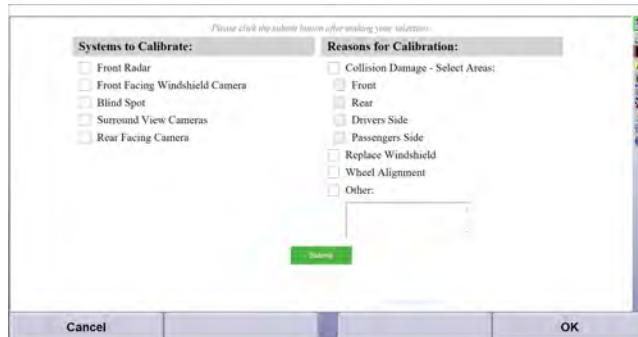 Please click the submit button after making your selection.
Systems to Calibrate:
Front Radar
Front Facing Windshield Camera
Blind Spot
Surround View Cameras
Rear Facing Camera
Reasons for Calibration:
Collision Damage - Select Areas:
Front
Rear
Drivers Side
Passengers Side
Replace Windshield
Wheel Alignment
Other:
Submit
Cancel
OK